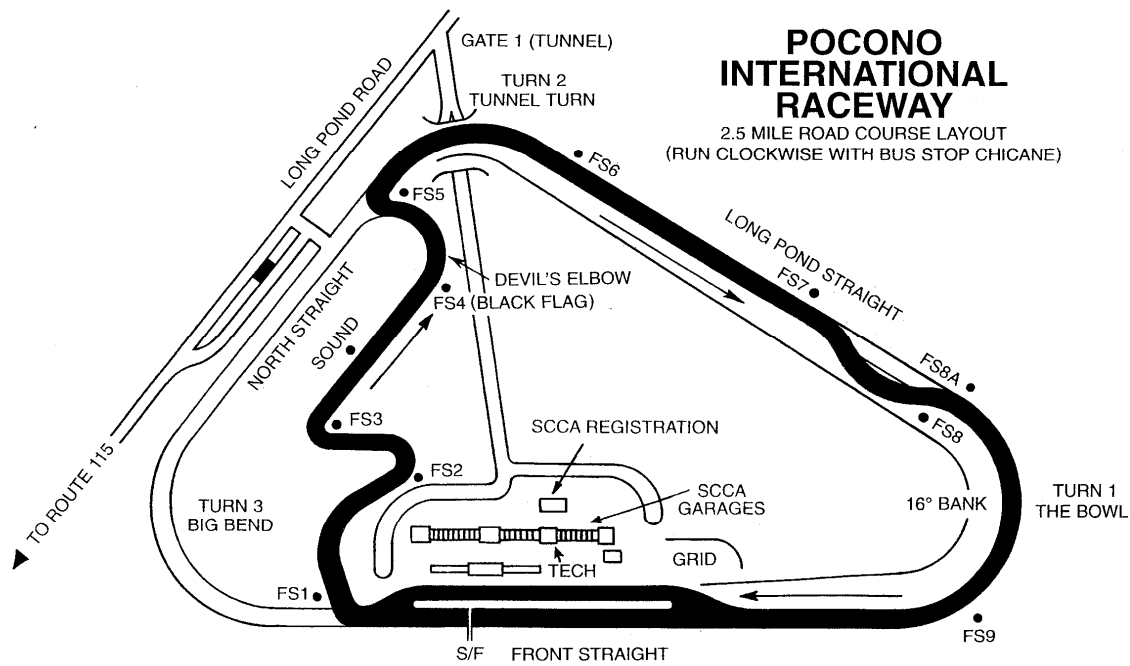 POCONO
INTERNATIONAL
RACEWAY
2.5 MILE ROAD COURSE LAYOUT
(RUN CLOCKWISE WITH BUS STOP CHICANE)
GATE 1 (TUNNEL)
TURN 2
TUNNEL TURN
LONG POND ROAD
FS6
FS5
LONG POND STRAIGHT
DEVIL'S ELBOW
FS7
FS4 (BLACK FLAG)
NORTH STRAIGHT
SOUND
FS8A
FS3
SCCA REGISTRATION
FS8
TO ROUTE 115
FS2
TURN 3
BIG BEND
SCCA
GARAGES
16° BANK
TURN 1
THE BOWL
GRID
TECH
FS1
FS9
S/F
FRONT STRAIGHT